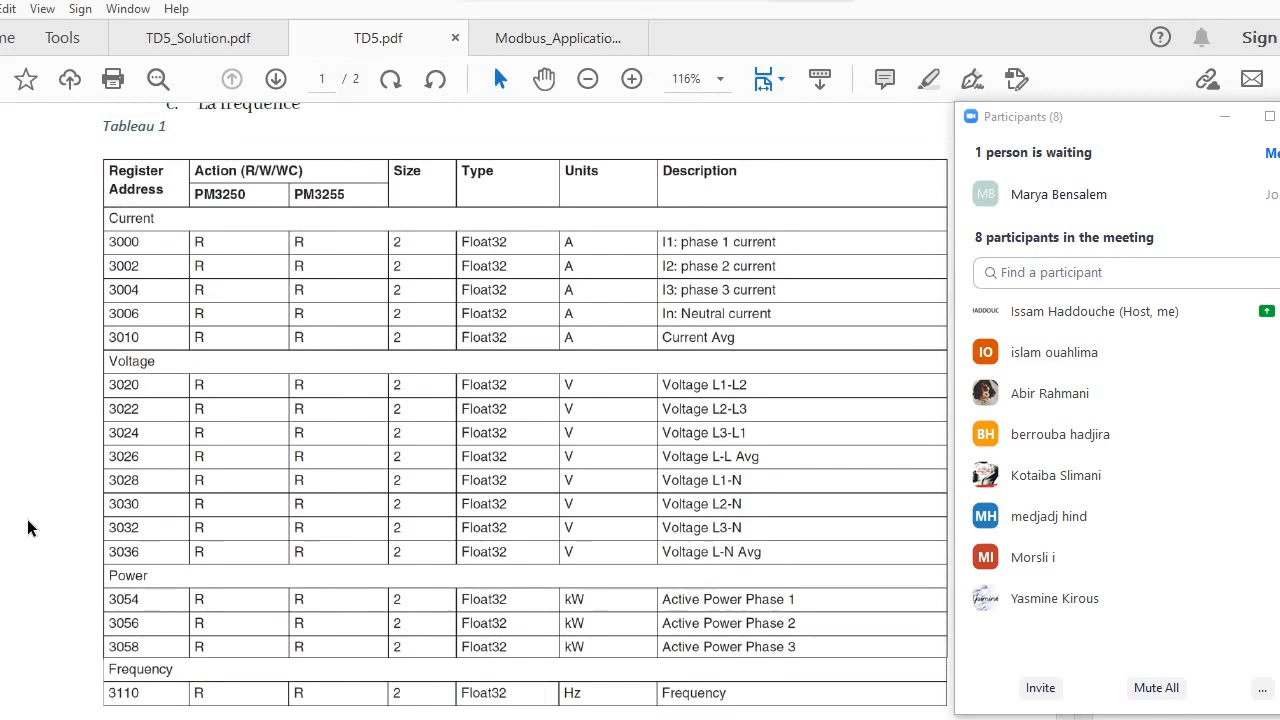 Edit View Sign Window Help
me Tools TD5_Solution.pdf TD5.pdf × Modbus_Applicatio... Sign
1 / 2 116%
c. La fréquence
Tableau 1
Register Address Action (R/W/WC) Size Type Units Description
PM3250 PM3255
Current
3000 R R 2 Float32 A I1: phase 1 current
3002 R R 2 Float32 A I2: phase 2 current
3004 R R 2 Float32 A I3: phase 3 current
3006 R R 2 Float32 A In: Neutral current
3010 R R 2 Float32 A Current Avg
Voltage
3020 R R 2 Float32 V Voltage L1-L2
3022 R R 2 Float32 V Voltage L2-L3
3024 R R 2 Float32 V Voltage L3-L1
3026 R R 2 Float32 V Voltage L-L Avg
3028 R R 2 Float32 V Voltage L1-N
3030 R R 2 Float32 V Voltage L2-N
3032 R R 2 Float32 V Voltage L3-N
3036 R R 2 Float32 V Voltage L-N Avg
Power
3054 R R 2 Float32 kW Active Power Phase 1
3056 R R 2 Float32 kW Active Power Phase 2
3058 R R 2 Float32 kW Active Power Phase 3
Frequency
3110 R R 2 Float32 Hz Frequency
Participants (8)
1 person is waiting Me
MB Marya Bensalem Jo
8 participants in the meeting
Find a participant
Issam Haddouche (Host, me)
IO islam ouahlima
Abir Rahmani
BH berrouba hadjira
Kotaiba Slimani
MH medjadj hind
MI Morsli i
Yasmine Kirous
Invite Mute All ...